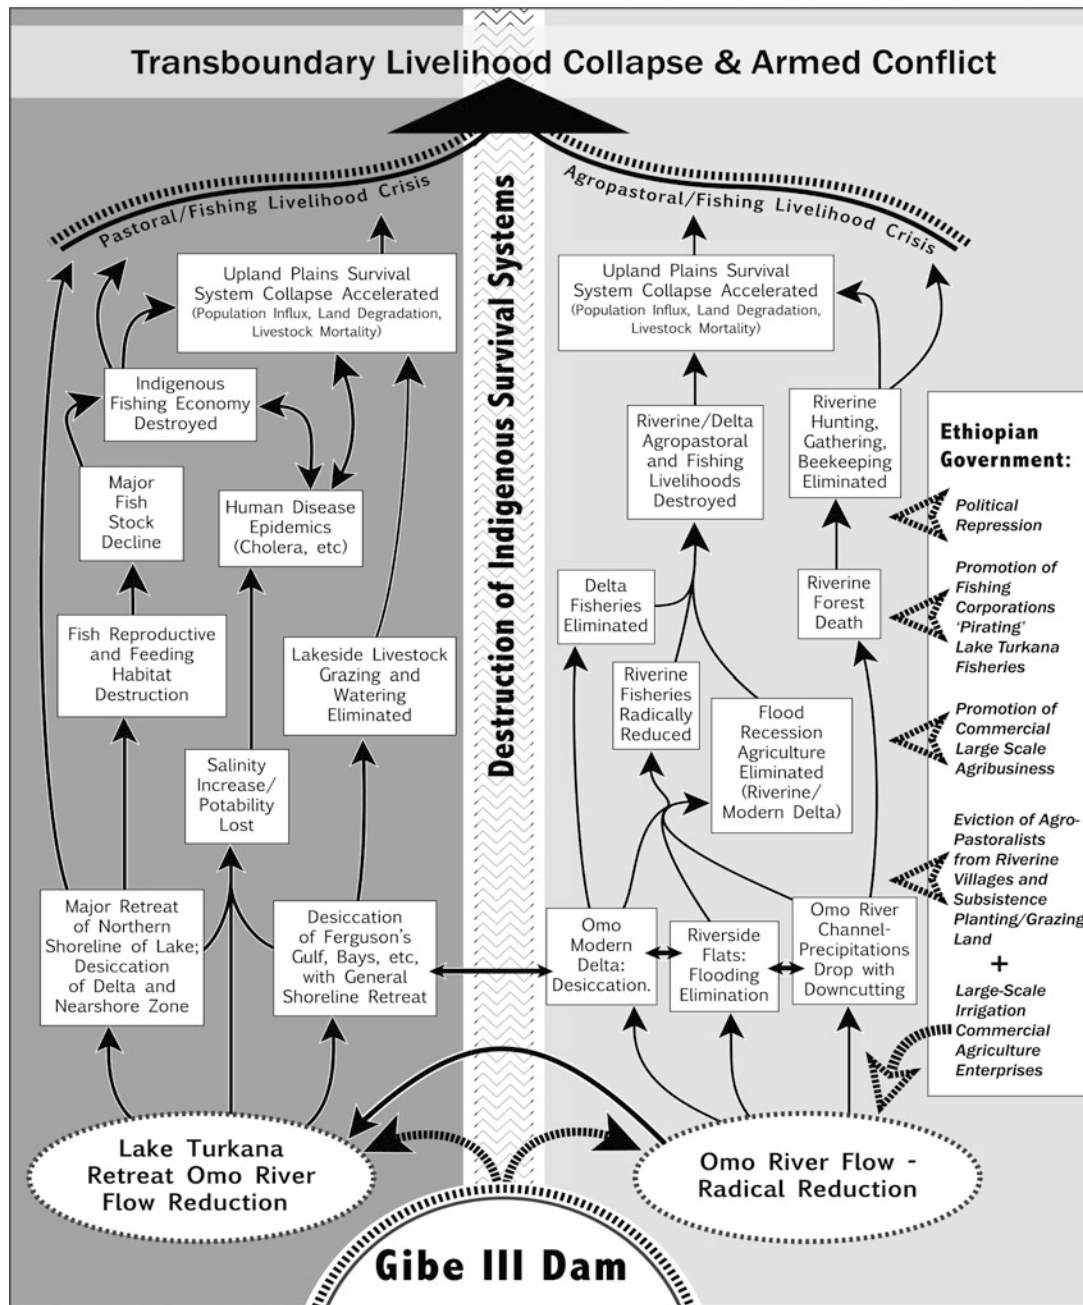 Transboundary Livelihood Collapse & Armed Conflict
Pastoral/Fishing Livelihood Crisis
Agropastoral/Fishing Livelihood Crisis
Destruction of Indigenous Survival Systems
Upland Plains Survival
System Collapse Accelerated
(Population Influx, Land Degradation,
Livestock Mortality)
Indigenous
Fishing Economy
Destroyed
Major
Fish
Stock
Decline
Human Disease
Epidemics
(Cholera, etc)
Fish Reproductive
and Feeding
Habitat
Destruction
Lakeside Livestock
Grazing and
Watering
Eliminated
Salinity
Increase/
Potability
Lost
Major Retreat
of Northern
Shoreline of Lake;
Desiccation
of Delta and
Nearshore Zone
Desiccation
of Ferguson's
Gulf, Bays, etc,
with General
Shoreline Retreat
Lake Turkana
Retreat Omo River
Flow Reduction
Upland Plains Survival
System Collapse Accelerated
(Population Influx, Land Degradation,
Livestock Mortality)
Riverine/Delta
Agropastoral
and Fishing
Livelihoods
Destroyed
Riverine
Hunting,
Gathering,
Beekeeping
Eliminated
Delta
Fisheries
Eliminated
Riverine
Forest
Death
Riverine
Fisheries
Radically
Reduced
Flood
Recession
Agriculture
Eliminated
(Riverine/
Modern Delta)
Omo
Modern
Delta:
Desiccation.
Riverside
Flats:
Flooding
Elimination
Omo River
Channel-
Precipitations
Drop with
Downcutting
Omo River Flow -
Radical Reduction
Ethiopian
Government:
Political
Repression
Promotion of
Fishing
Corporations
‘Pirating’
Lake Turkana
Fisheries
Promotion of
Commercial
Large Scale
Agribusiness
Eviction of Agro-
Pastoralists
from Riverine
Villages and
Subsistence
Planting/Grazing
Land
+
Large-Scale
Irrigation
Commercial
Agriculture
Enterprises
Gibe III Dam